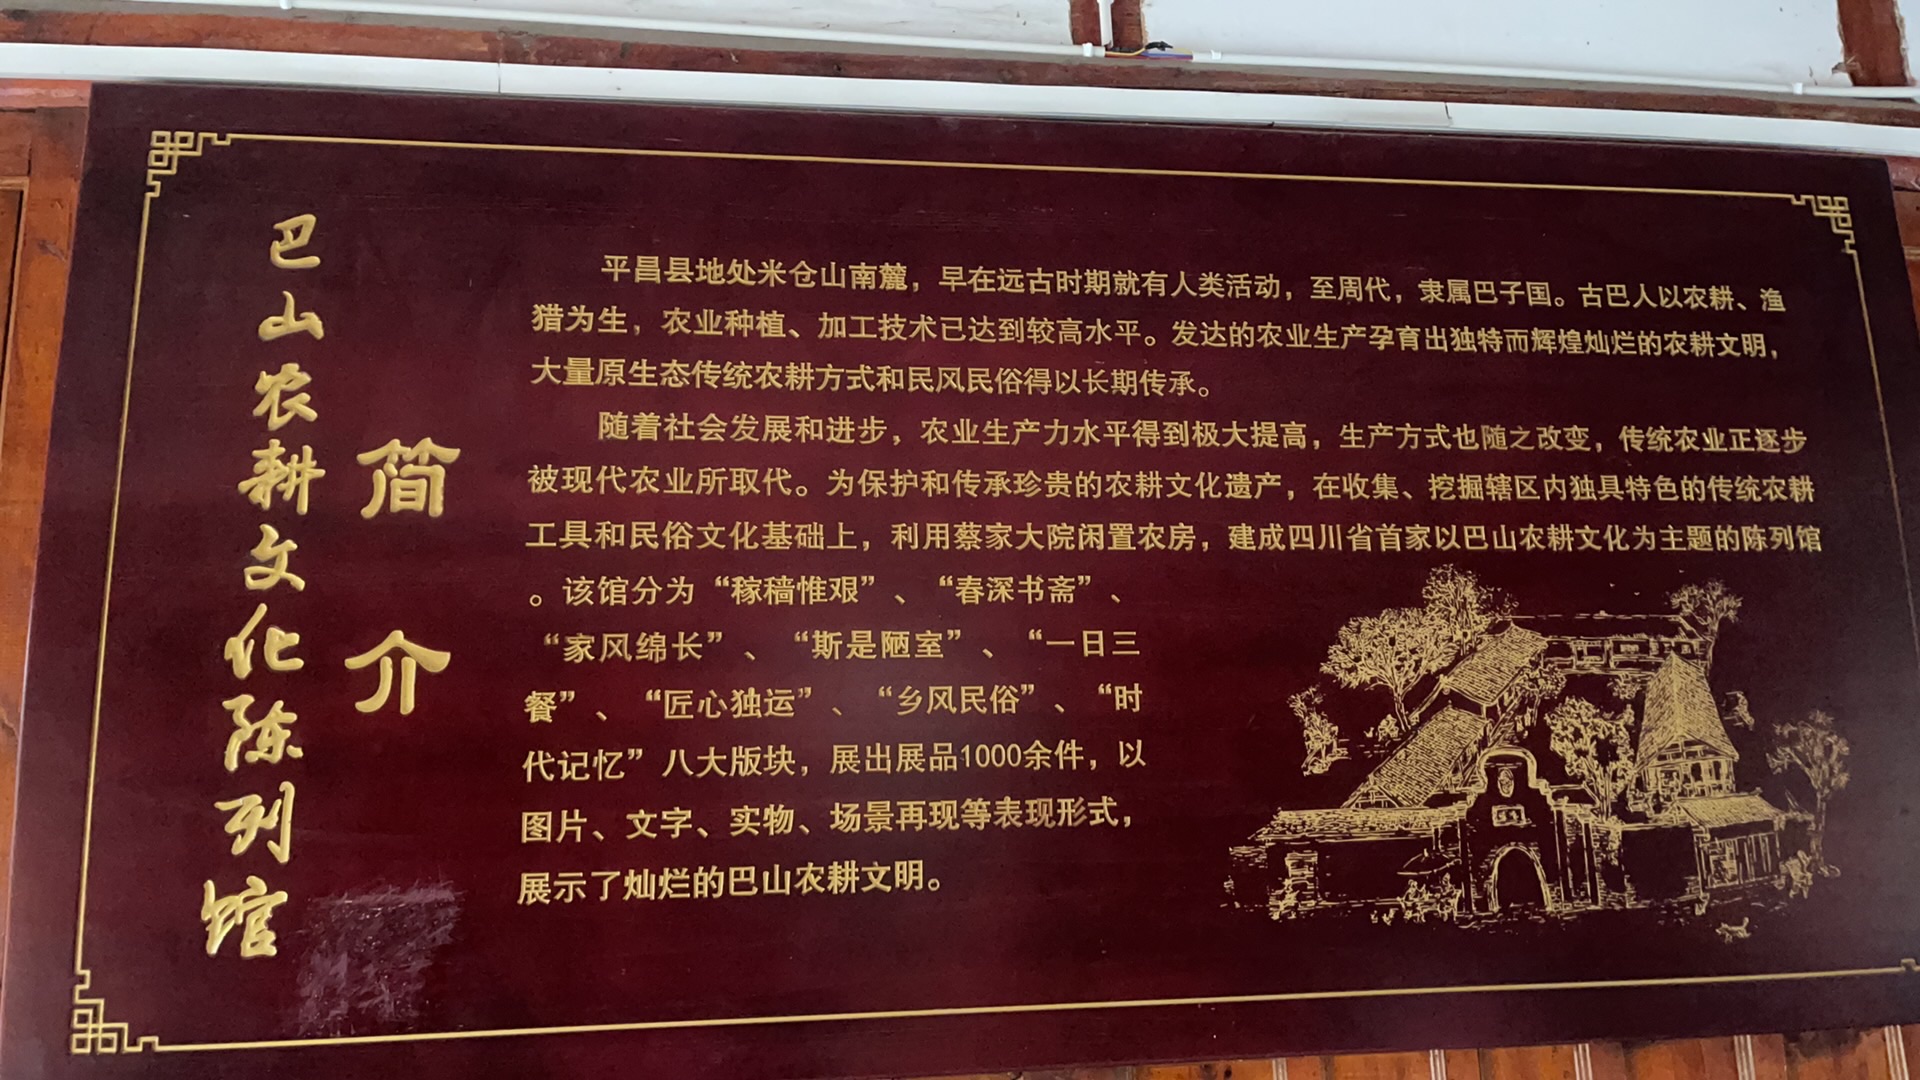 巴山农耕文化陈列馆
简介
平昌县地处米仓山南麓，早在远古时期就有人类活动，至周代，隶属巴子国。古巴人以农耕、渔
猎为生，农业种植、加工技术已达到较高水平。发达的农业生产孕育出独特而辉煌灿烂的农耕文明，
大量原生态传统农耕方式和民风民俗得以长期传承。
随着社会发展和进步，农业生产力水平得到极大提高，生产方式也随之改变，传统农业正逐步
被现代农业所取代。为保护和传承珍贵的农耕文化遗产，在收集、挖掘辖区内独具特色的传统农耕
工具和民俗文化基础上，利用蔡家大院闲置农房，建成四川省首家以巴山农耕文化为主题的陈列馆
。该馆分为“稼穑惟艰”、“春深书斋”、
“家风绵长”、“斯是陋室”、“一日三
餐”、“匠心独运”、“乡风民俗”、“时
代记忆”八大版块，展出展品1000余件，以
图片、文字、实物、场景再现等表现形式，
展示了灿烂的巴山农耕文明。